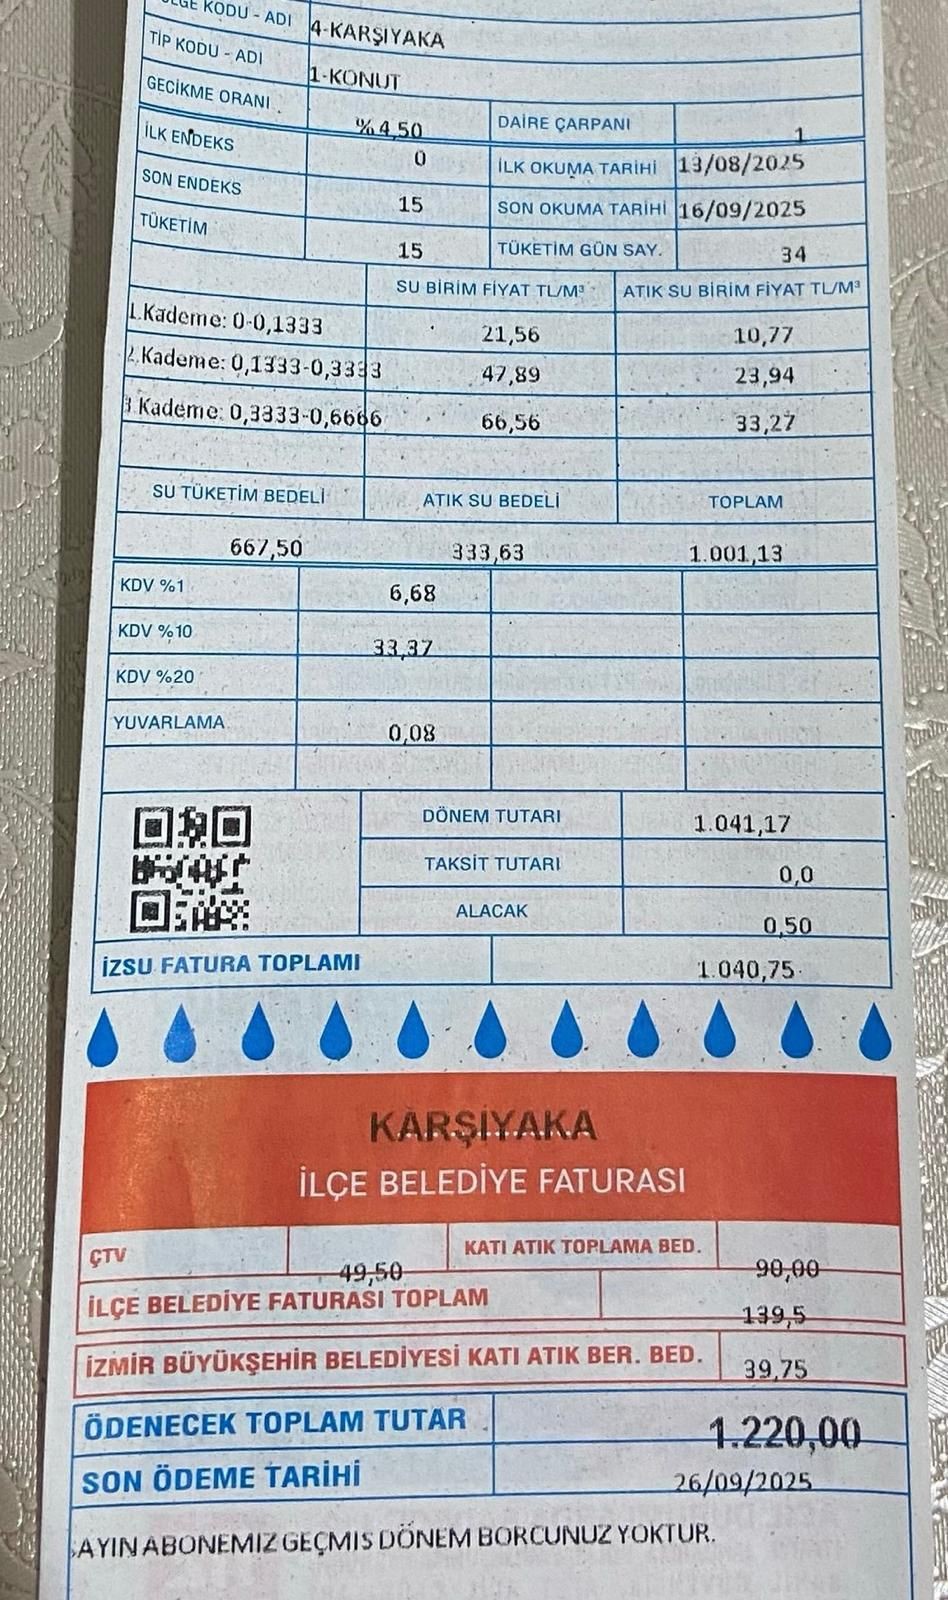 KODU - ADI 4-KARŞIYAKA
TİP KODU - ADI 1-KONUT
GECİKME ORANI %4,50 DAİRE ÇARPANI 1
İLK ENDEKS 0 İLK OKUMA TARİHİ 13/08/2025
SON ENDEKS 15 SON OKUMA TARİHİ 16/09/2025
TÜKETİM 15 TÜKETİM GÜN SAY. 34
SU BİRİM FİYAT TL/M³ ATIK SU BİRİM FİYAT TL/M³
1.Kademe: 0-0,1333 21,56 10,77
2.Kademe: 0,1333-0,3333 47,89 23,94
3.Kademe: 0,3333-0,6666 66,56 33,27
SU TÜKETİM BEDELİ ATIK SU BEDELİ TOPLAM
667,50 333,63 1.001,13
KDV %1 6,68
KDV %10 33,37
KDV %20
YUVARLAMA 0,08
DÖNEM TUTARI 1.041,17
TAKSİT TUTARI 0,0
ALACAK 0,50
İZSU FATURA TOPLAMI 1.040,75
KARŞIYAKA
İLÇE BELEDİYE FATURASI
ÇTV 49,50 KATI ATIK TOPLAMA BED. 90,00
İLÇE BELEDİYE FATURASI TOPLAM 139,5
İZMİR BÜYÜKŞEHİR BELEDİYESİ KATI ATIK BER. BED. 39,75
ÖDENECEK TOPLAM TUTAR 1.220,00
SON ÖDEME TARİHİ 26/09/2025
SAYIN ABONEMIZ GEÇMIS DÖNEM BORCUNUZ YOKTUR.